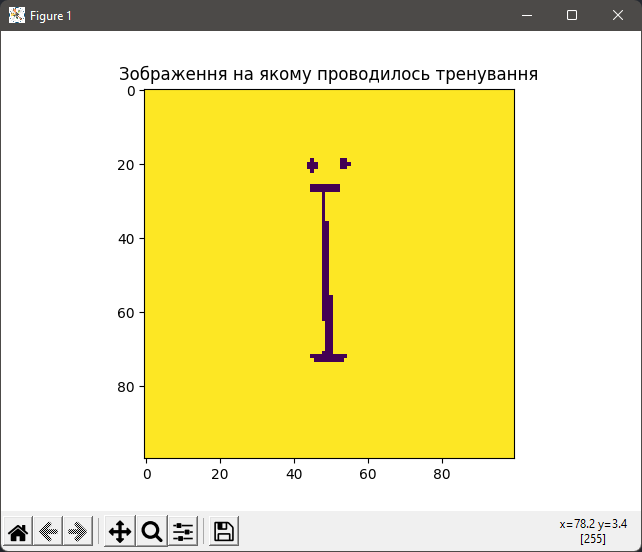 Figure 1
Зображення на якому проводилось тренування
0
20
40
60
80
Ї
0 20 40 60 80
x=78.2 y=3.4
[255]